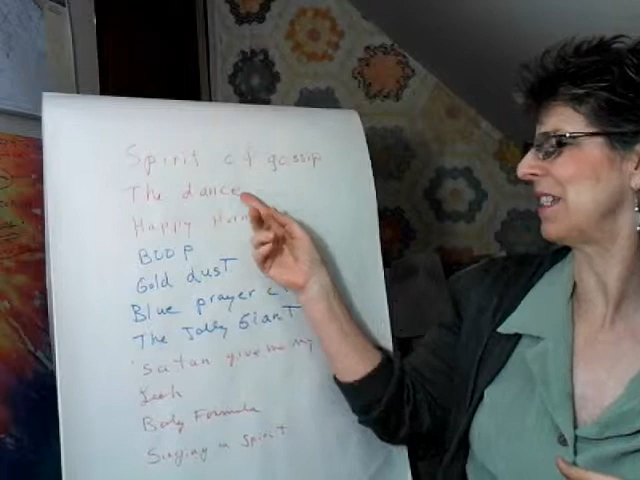 Spirit of gossip
The dance
Happy
BUDP
Gold dust
Blue prayer c
The Jolly Giant
'satan give me my
Body Formula
Singing in Spirit